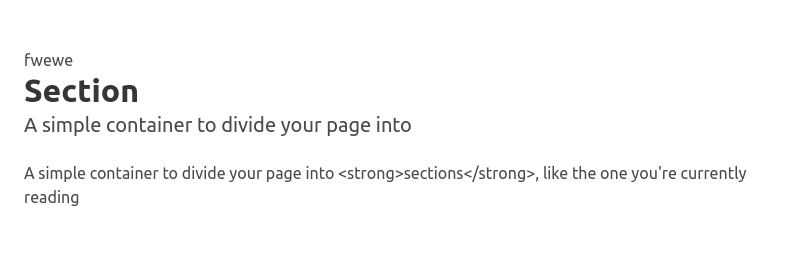 fwewe
Section
A simple container to divide your page into
A simple container to divide your page into <strong>sections</strong>, like the one you're currently
reading